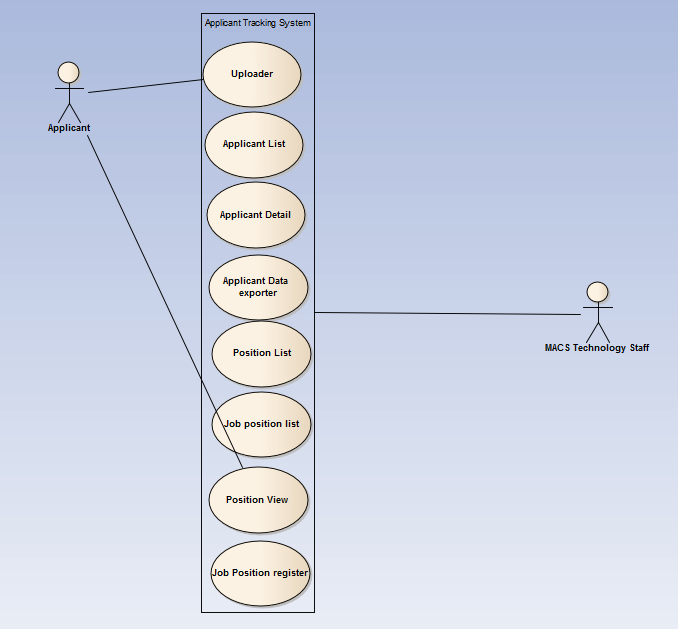 Applicant Tracking System
Uploader
Applicant
Applicant List
Applicant Detail
Applicant Data
exporter
MACS Technology Staff
Position List
Job position list
Position View
Job Position register